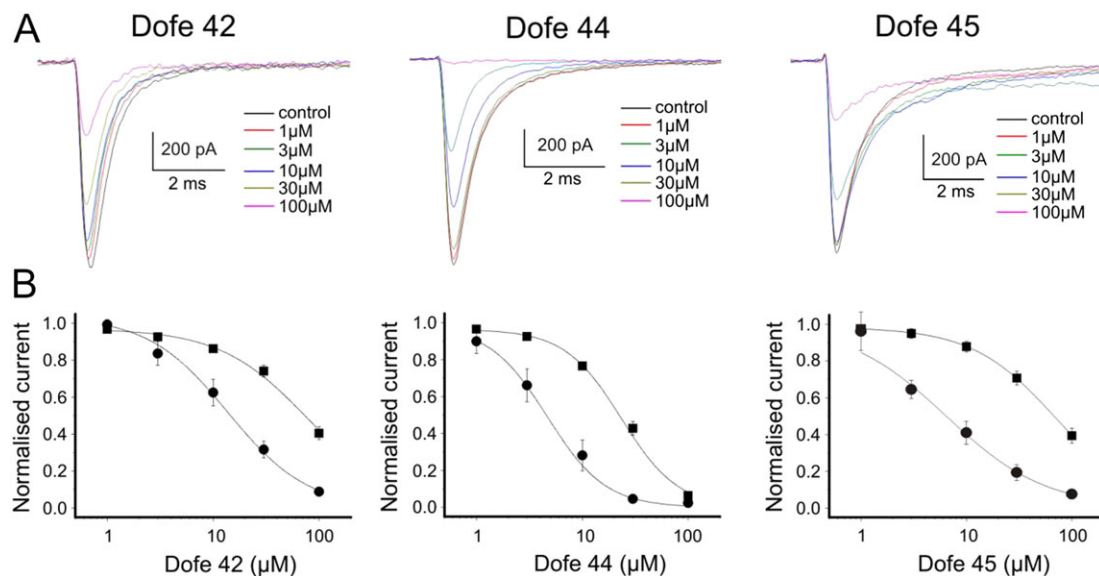 A
Dofe 42
Dofe 44
Dofe 45
200 pA
2 ms
control
1µM
3µM
10µM
30µM
100µM
200 pA
2 ms
control
1µM
3µM
10µM
30µM
100µM
200 pA
2 ms
control
1µM
3µM
10µM
30µM
100µM
B
Normalised current
1.0
0.8
0.6
0.4
0.2
0.0
1
10
100
Dofe 42 (µM)
Normalised current
1.0
0.8
0.6
0.4
0.2
0.0
1
10
100
Dofe 44 (µM)
Normalised current
1.0
0.8
0.6
0.4
0.2
0.0
1
10
100
Dofe 45 (µM)